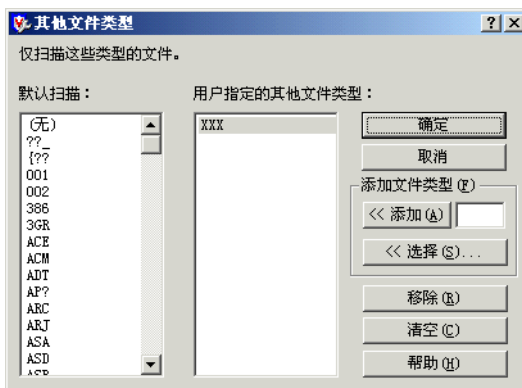 其他文件类型
仅扫描这些类型的文件。
默认扫描：
(无)
??_
{??
001
002
386
3GR
ACE
ACM
ADT
AP?
ARC
ARJ
ASA
ASD
ASP
用户指定的其他文件类型：
XXX
确定
取消
添加文件类型(F)
<< 添加(A)
<< 选择(S)...
移除(R)
清空(C)
帮助(H)